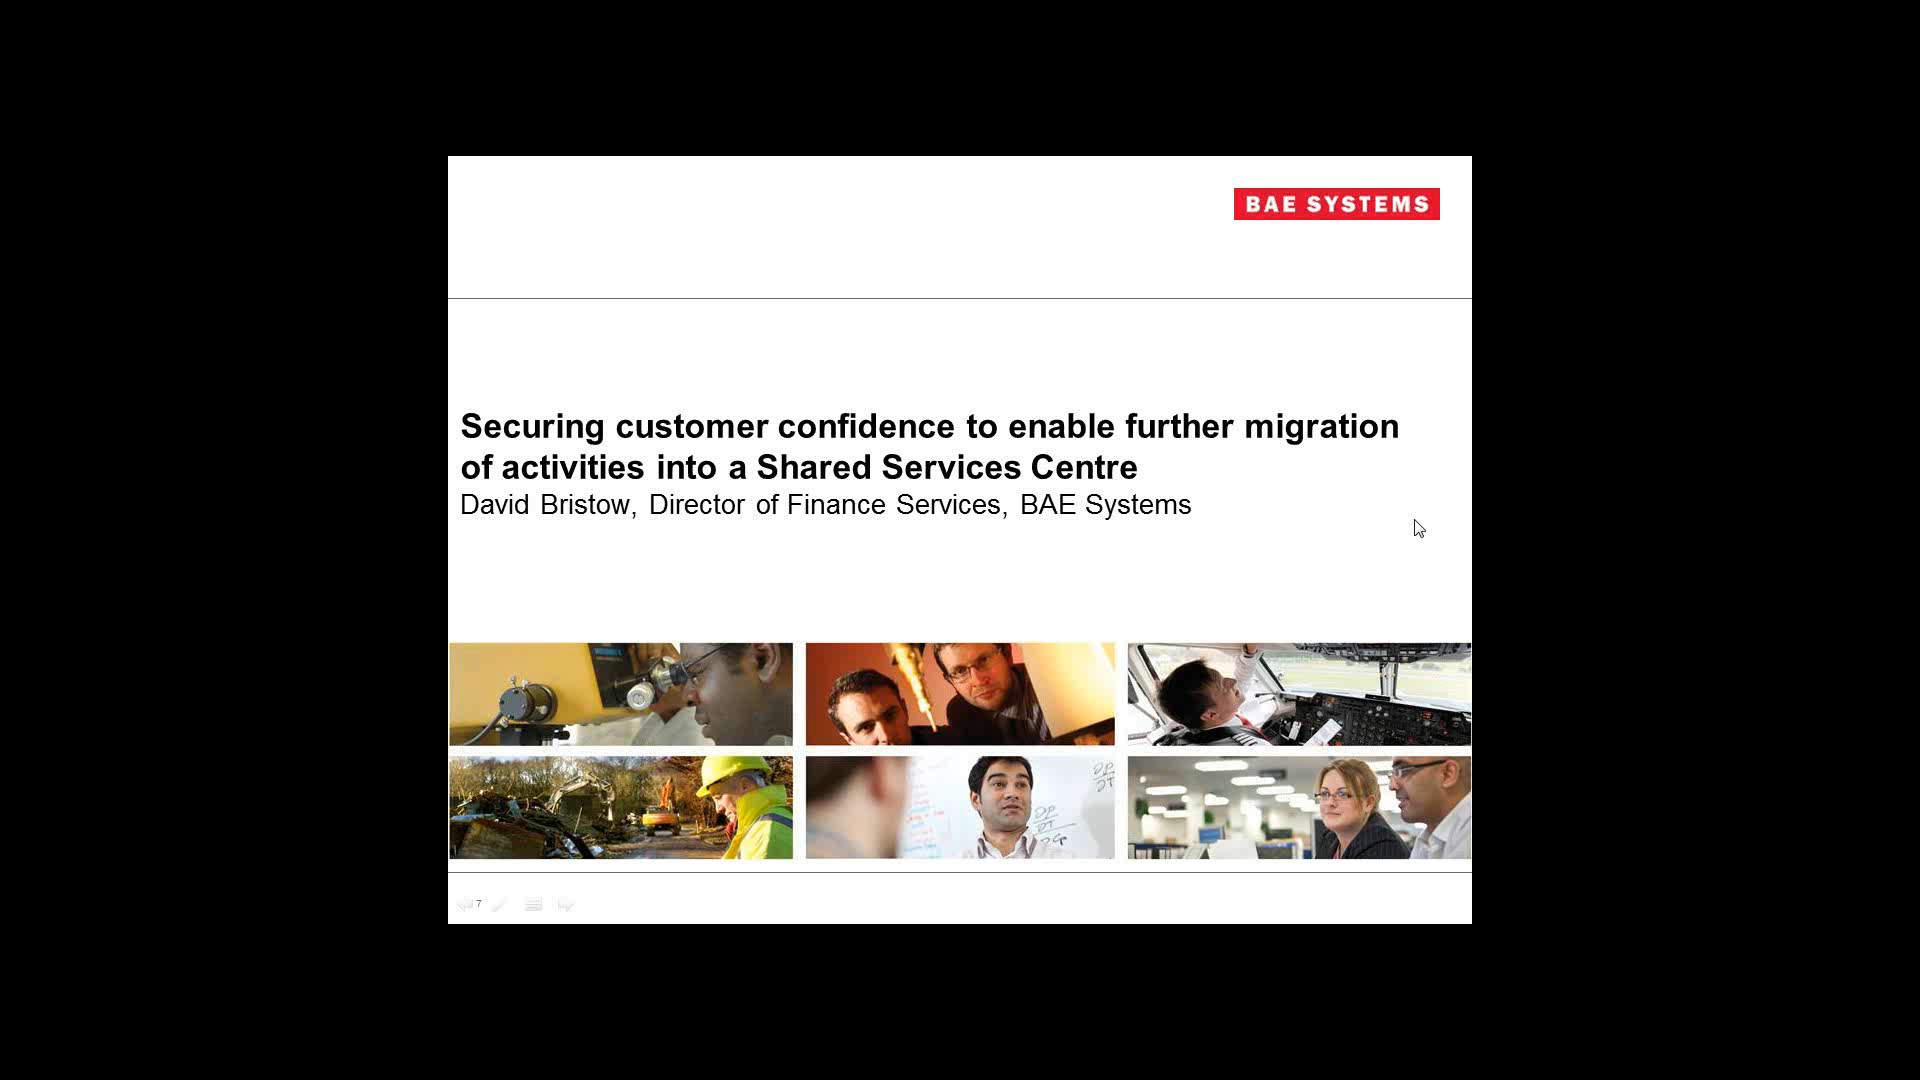 BAE SYSTEMS
Securing customer confidence to enable further migration
of activities into a Shared Services Centre
David Bristow, Director of Finance Services, BAE Systems
7